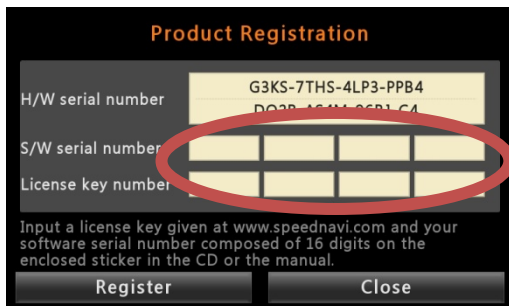 Product Registration
H/W serial number
G3KS-7THS-4LP3-PPB4
S/W serial number
License key number
Input a license key given at www.speednavi.com and your
software serial number composed of 16 digits on the
enclosed sticker in the CD or the manual.
Register
Close